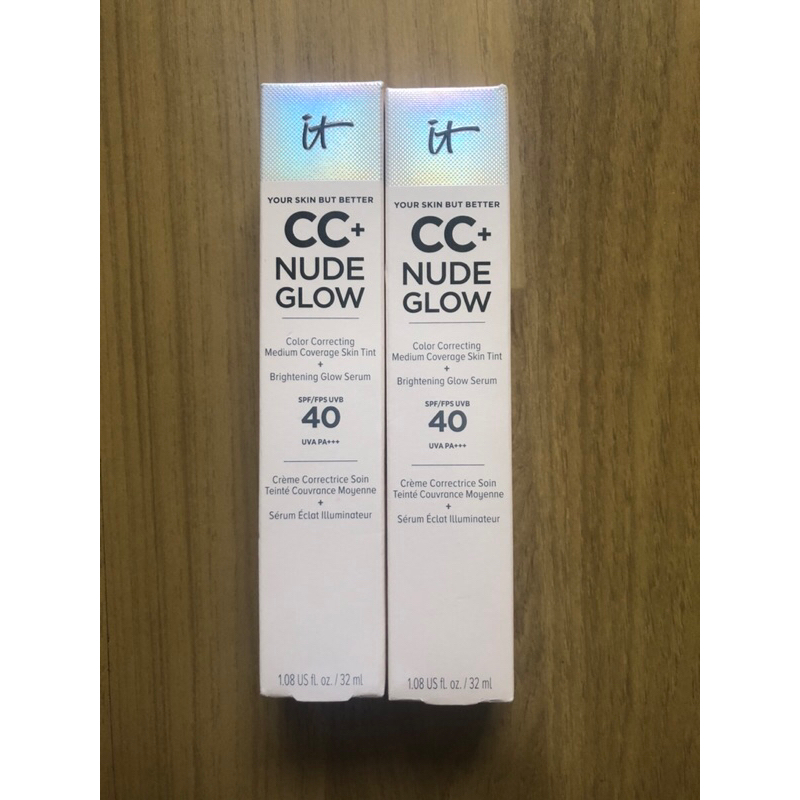 it
YOUR SKIN BUT BETTER
CC+
NUDE
GLOW
Color Correcting
Medium Coverage Skin Tint
+
Brightening Glow Serum
SPF/FPS UVB
40
UVA PA+++
Crème Correctrice Soin
Teinté Couvrance Moyenne
+
Sérum Éclat Illuminateur
1.08 US fl. oz. / 32 ml
it
YOUR SKIN BUT BETTER
CC+
NUDE
GLOW
Color Correcting
Medium Coverage Skin Tint
+
Brightening Glow Serum
SPF/FPS UVB
40
UVA PA+++
Crème Correctrice Soin
Teinté Couvrance Moyenne
+
Sérum Éclat Illuminateur
1.08 US fl. oz. / 32 ml